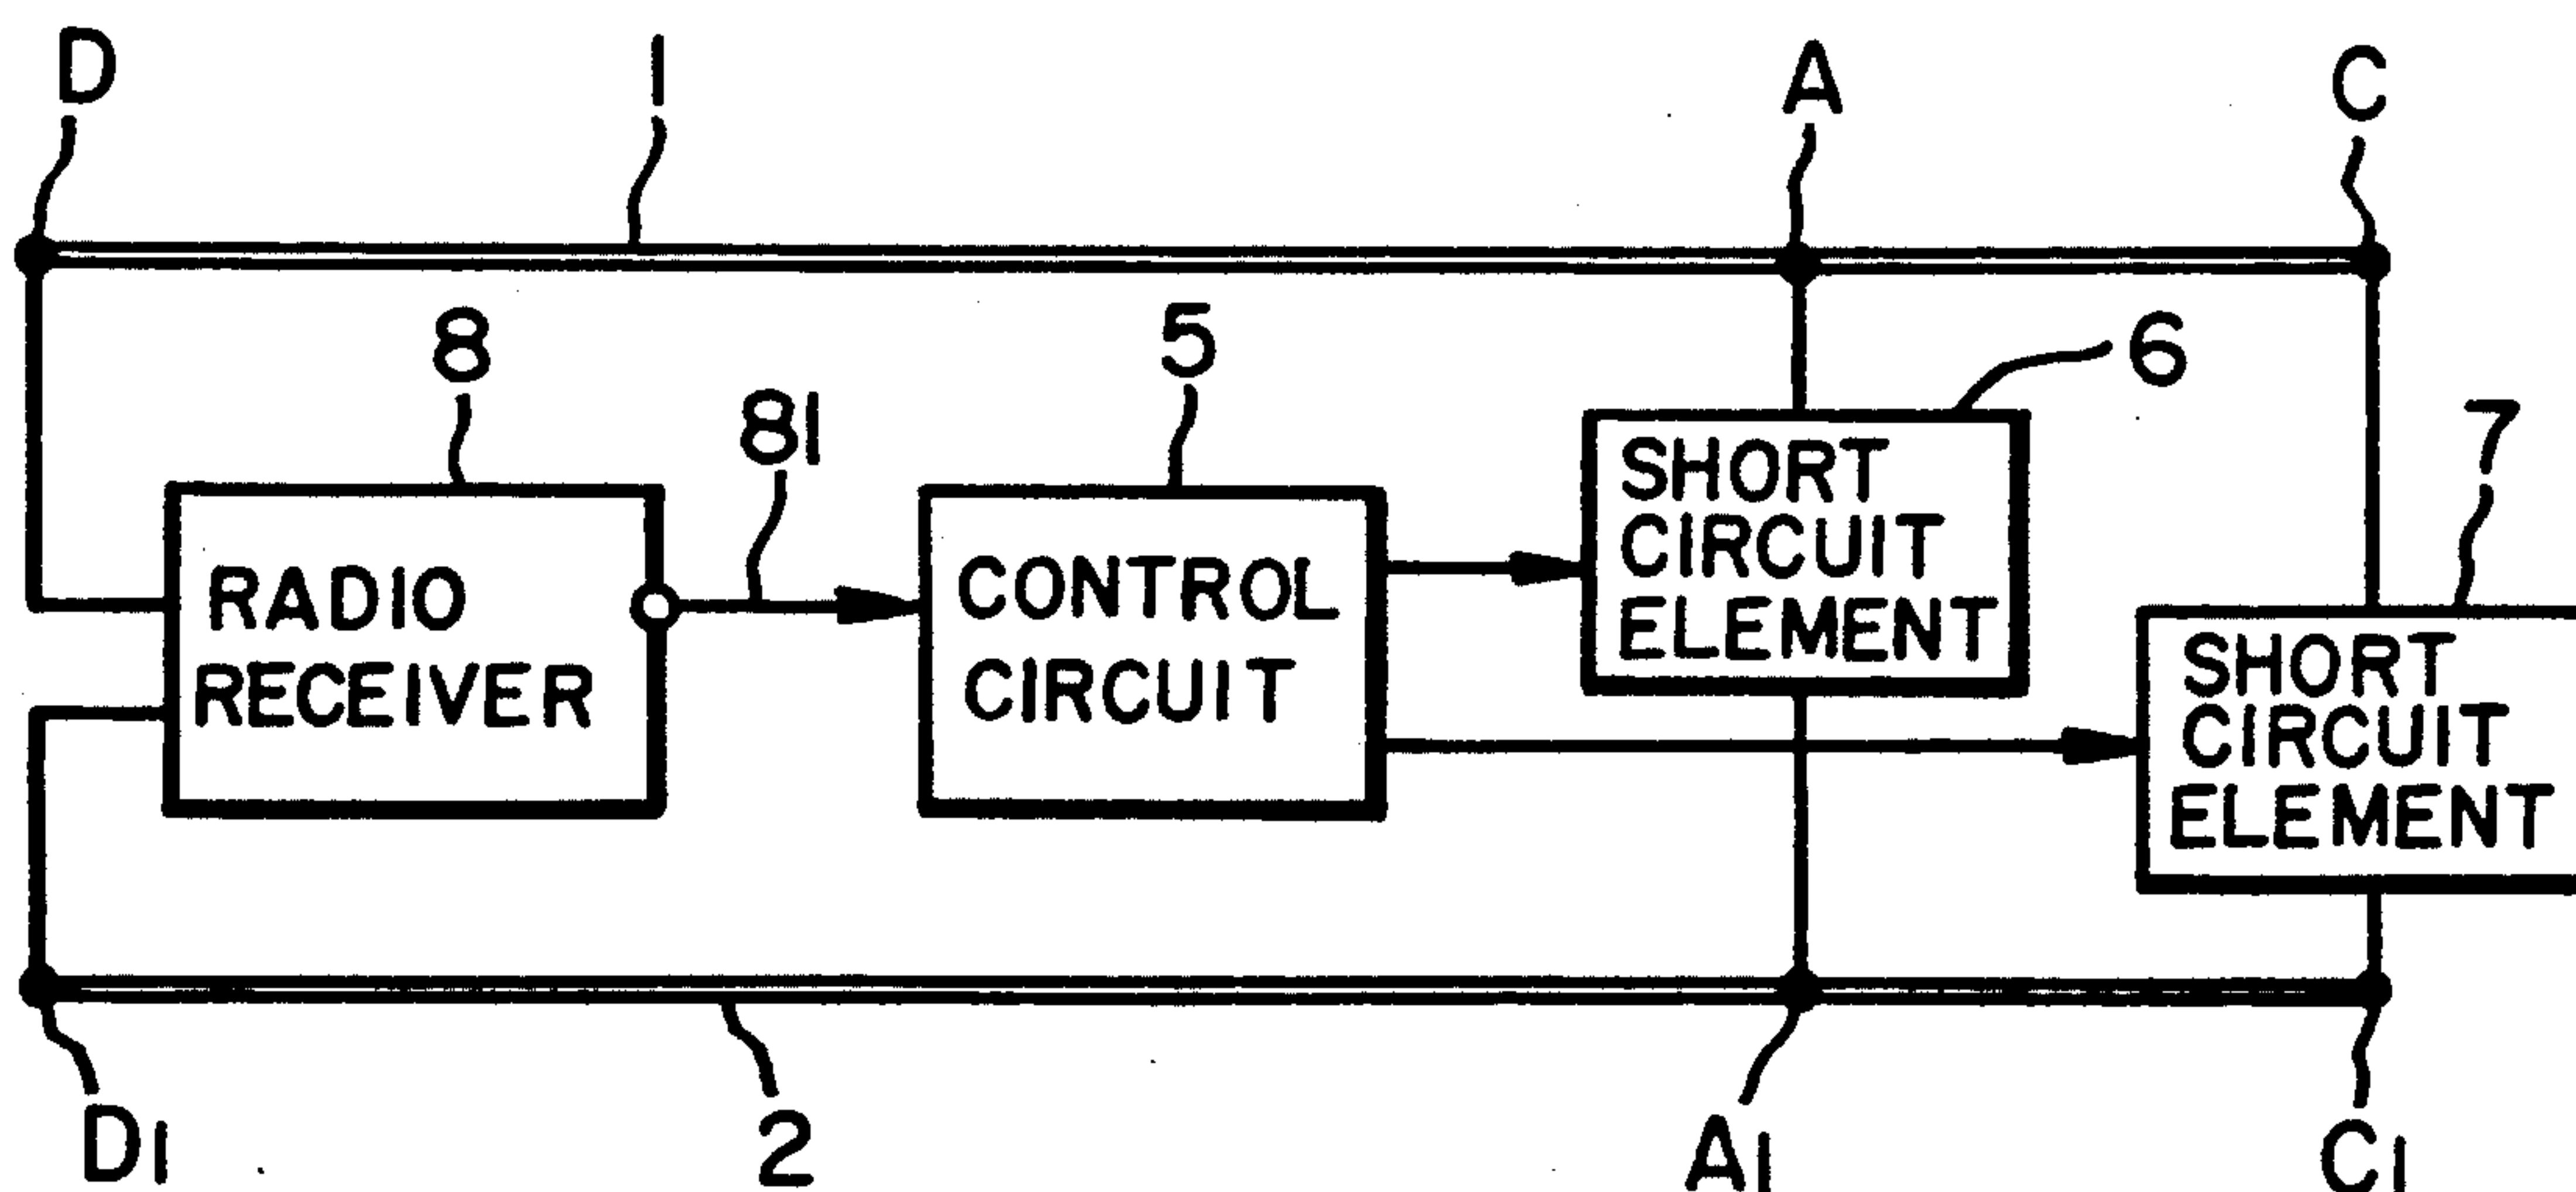 D
1
A
C
8
81
5
6
7
RADIO
RECEIVER
CONTROL
CIRCUIT
SHORT
CIRCUIT
ELEMENT
SHORT
CIRCUIT
ELEMENT
D1
2
A1
C1